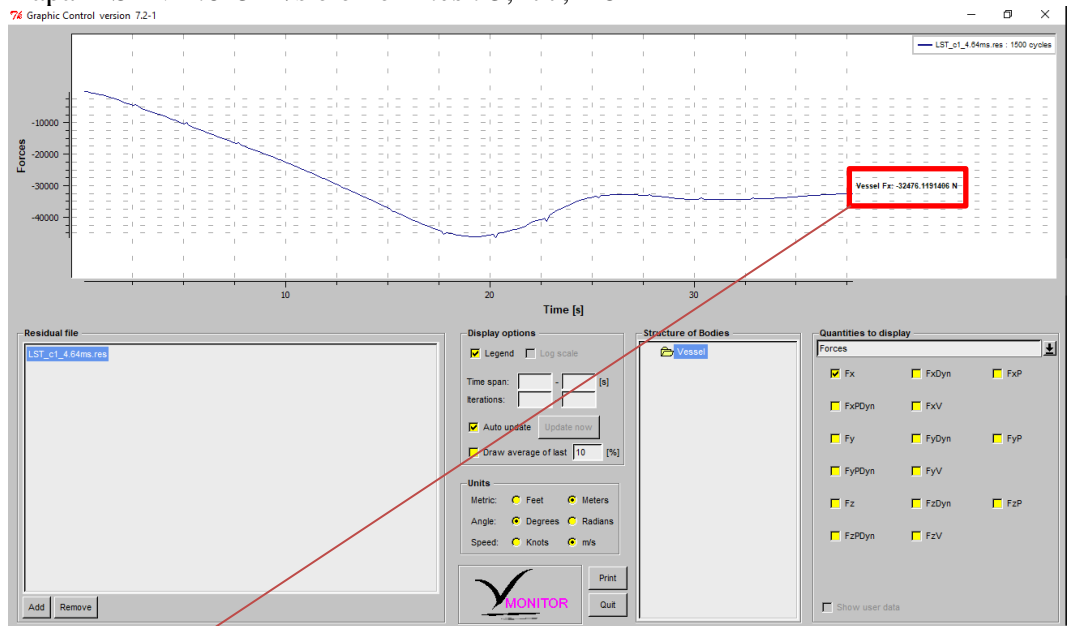 Graphic Control version 7.2-1
LST_c1_4.64ms.res : 1500 cycles
Forces
-10000
-20000
-30000
-40000
Vessel Fx: -32476.1191406 N
10 20 30
Time [s]
Residual file
LST_c1_4.64ms.res
Add Remove
Display options
Legend Log scale
Time span: - [s]
Iterations:
Auto update Update now
Draw average of last 10 [%]
Units
Metric: Feet Meters
Angle: Degrees Radians
Speed: Knots m/s
MONITOR
Print
Quit
Structure of Bodies
Vessel
Quantities to display
Forces
Fx FxDyn FxP
FxPDyn FxV
Fy FyDyn FyP
FyPDyn FyV
Fz FzDyn FzP
FzPDyn FzV
Show user data